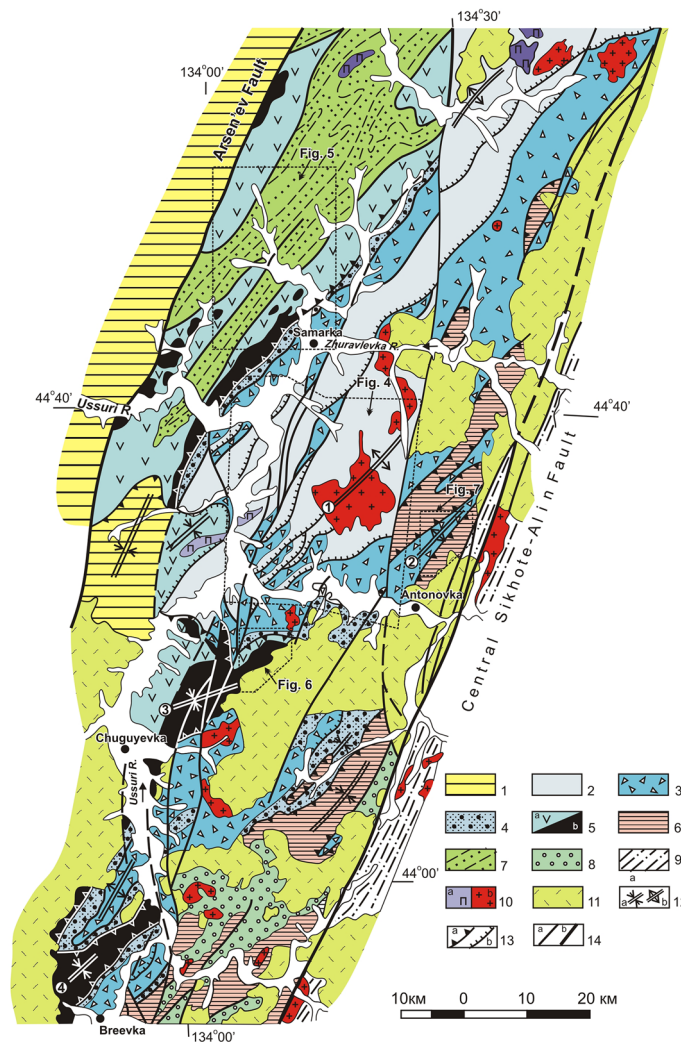 134°30'
134°00'
Arsen'ev Fault
Fig. 5
Samarka
Zhuravlevka R.
Fig. 4
44°40'
Ussuri R.
44°40'
Fig. 7
1
2
Antonovka
Central Sikhote-Alin Fault
3
Fig. 6
Chuguyevka
Ussuri R.
1
2
3
4
a V b 5
6
7
8
9
a
44°00'
a П b 10
11
a b
a b 13
a b 14
4
Breevka
134°00'
10км 0 10 20 км